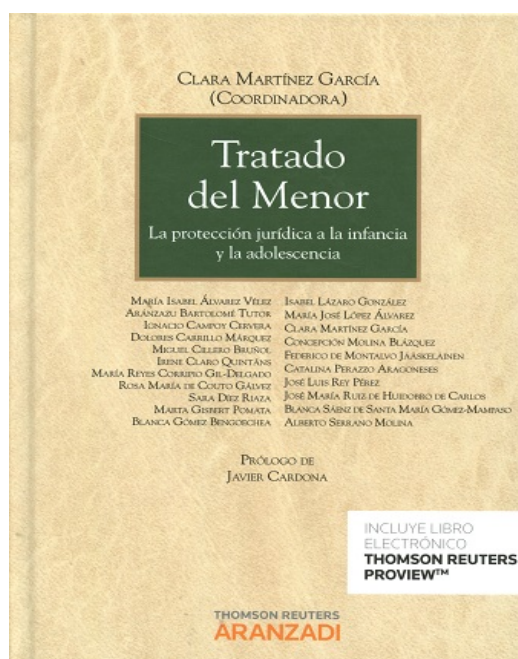 CLARA MARTÍNEZ GARCÍA
(COORDINADORA)
Tratado
del Menor
La protección jurídica a la infancia
y la adolescencia
MARÍA ISABEL ÁLVAREZ VÉLEZ
ARÁNZAZU BARTOLOMÉ TUTOR
IGNACIO CAMPOY CERVERA
DOLORES CARRILLO MÁRQUEZ
MIGUEL CILLERO BRUÑOL
IRENE CLARO QUINTÁNS
MARÍA REYES CORRIPIO GIL-DELGADO
ROSA MARÍA DE COUTO GÁLVEZ
SARA DÍEZ RIAZA
MARTA GISBERT POMATA
BLANCA GÓMEZ BENGOECHEA
ISABEL LÁZARO GONZÁLEZ
MARÍA JOSÉ LÓPEZ ÁLVAREZ
CLARA MARTÍNEZ GARCÍA
CONCEPCIÓN MOLINA BLÁZQUEZ
FEDERICO DE MONTALVO JÄÄSKELÄINEN
CATALINA PERAZZO ARAGONESES
JOSÉ LUIS REY PÉREZ
JOSÉ MARÍA RUIZ DE HUIDOBRO DE CARLOS
BLANCA SÁENZ DE SANTA MARÍA GÓMEZ-MAMPASO
ALBERTO SERRANO MOLINA
PRÓLOGO DE
JAVIER CARDONA
INCLUYE LIBRO
ELECTRÓNICO
THOMSON REUTERS
PROVIEW™
THOMSON REUTERS
ARANZADI